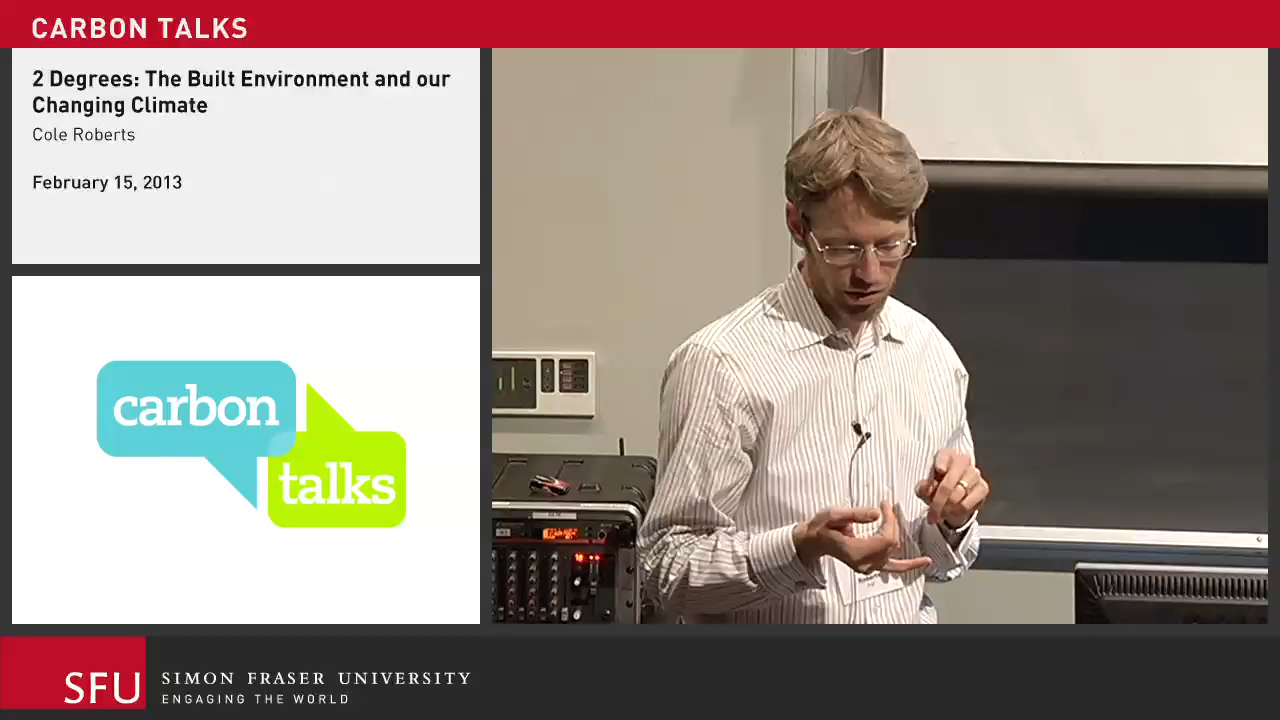 CARBON TALKS
2 Degrees: The Built Environment and our
Changing Climate
Cole Roberts
February 15, 2013
carbon
talks
SFU
SIMON FRASER UNIVERSITY
ENGAGING THE WORLD